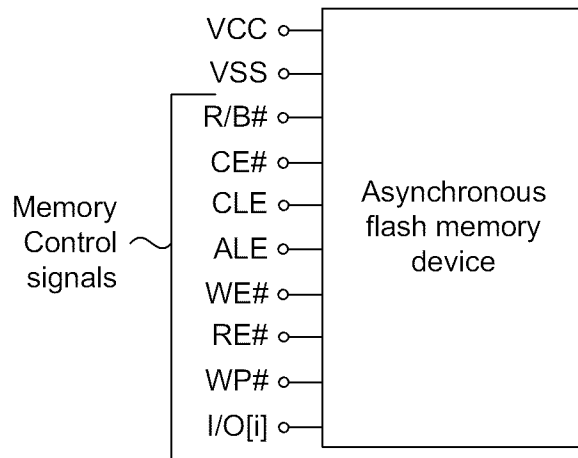 VCC
VSS
R/B#
CE#
CLE
ALE
WE#
RE#
WP#
I/O[i]
Memory
Control
signals
Asynchronous
flash memory
device